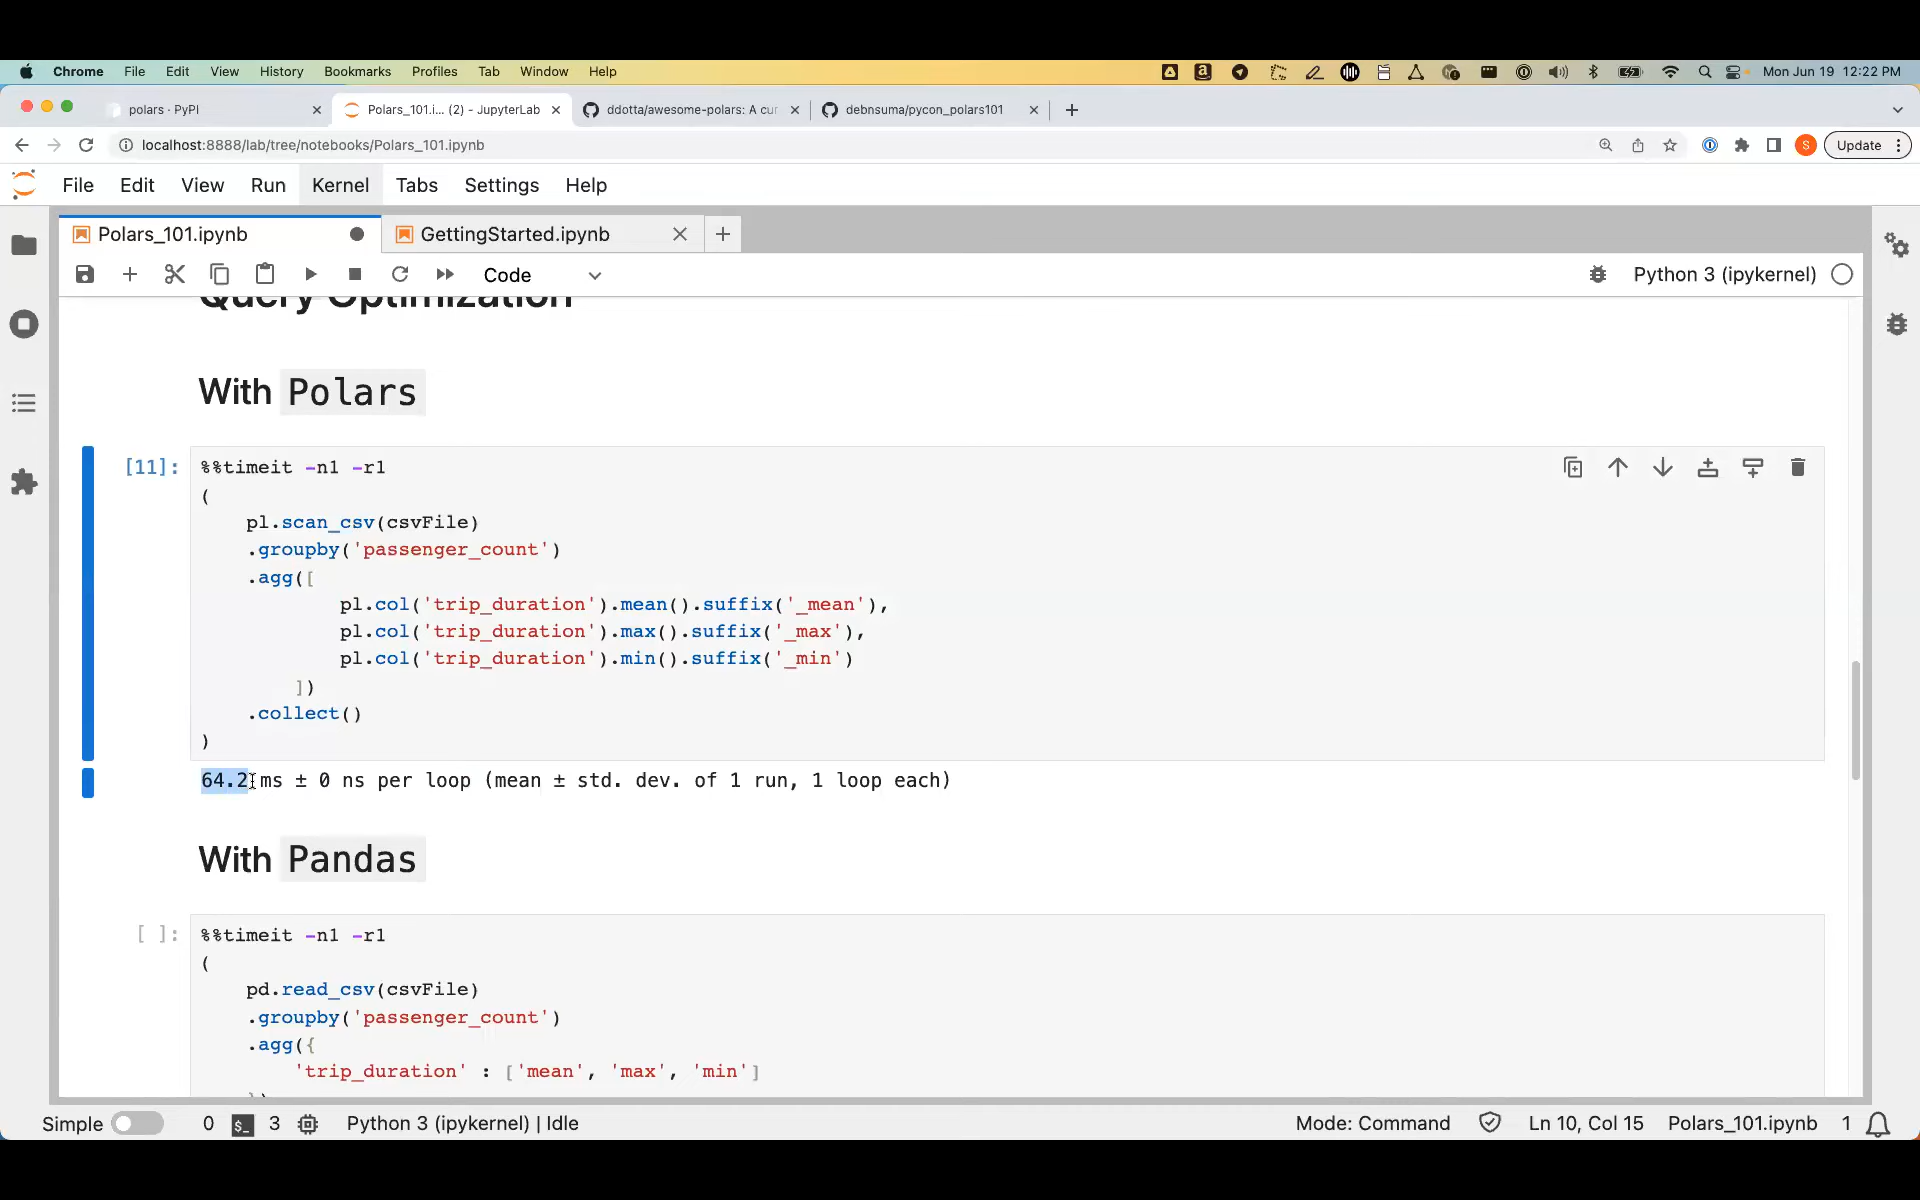 Chrome File Edit View History Bookmarks Profiles Tab Window Help Mon Jun 19 12:22 PM
polars · PyPI Polars_101.i... (2) - JupyterLab ddotta/awesome-polars: A cur debnsuma/pycon_polars101
localhost:8888/lab/tree/notebooks/Polars_101.ipynb S Update
File Edit View Run Kernel Tabs Settings Help
Polars_101.ipynb GettingStarted.ipynb
Code Python 3 (ipykernel)
Query Optimization
With Polars
[11]: %%timeit -n1 -r1
(
pl.scan_csv(csvFile)
.groupby('passenger_count')
.agg([
pl.col('trip_duration').mean().suffix('_mean'),
pl.col('trip_duration').max().suffix('_max'),
pl.col('trip_duration').min().suffix('_min')
])
.collect()
)
64.2 ms ± 0 ns per loop (mean ± std. dev. of 1 run, 1 loop each)
With Pandas
[ ]: %%timeit -n1 -r1
(
pd.read_csv(csvFile)
.groupby('passenger_count')
.agg({
'trip_duration' : ['mean', 'max', 'min']
Simple 0 $_ 3 Python 3 (ipykernel) | Idle Mode: Command Ln 10, Col 15 Polars_101.ipynb 1